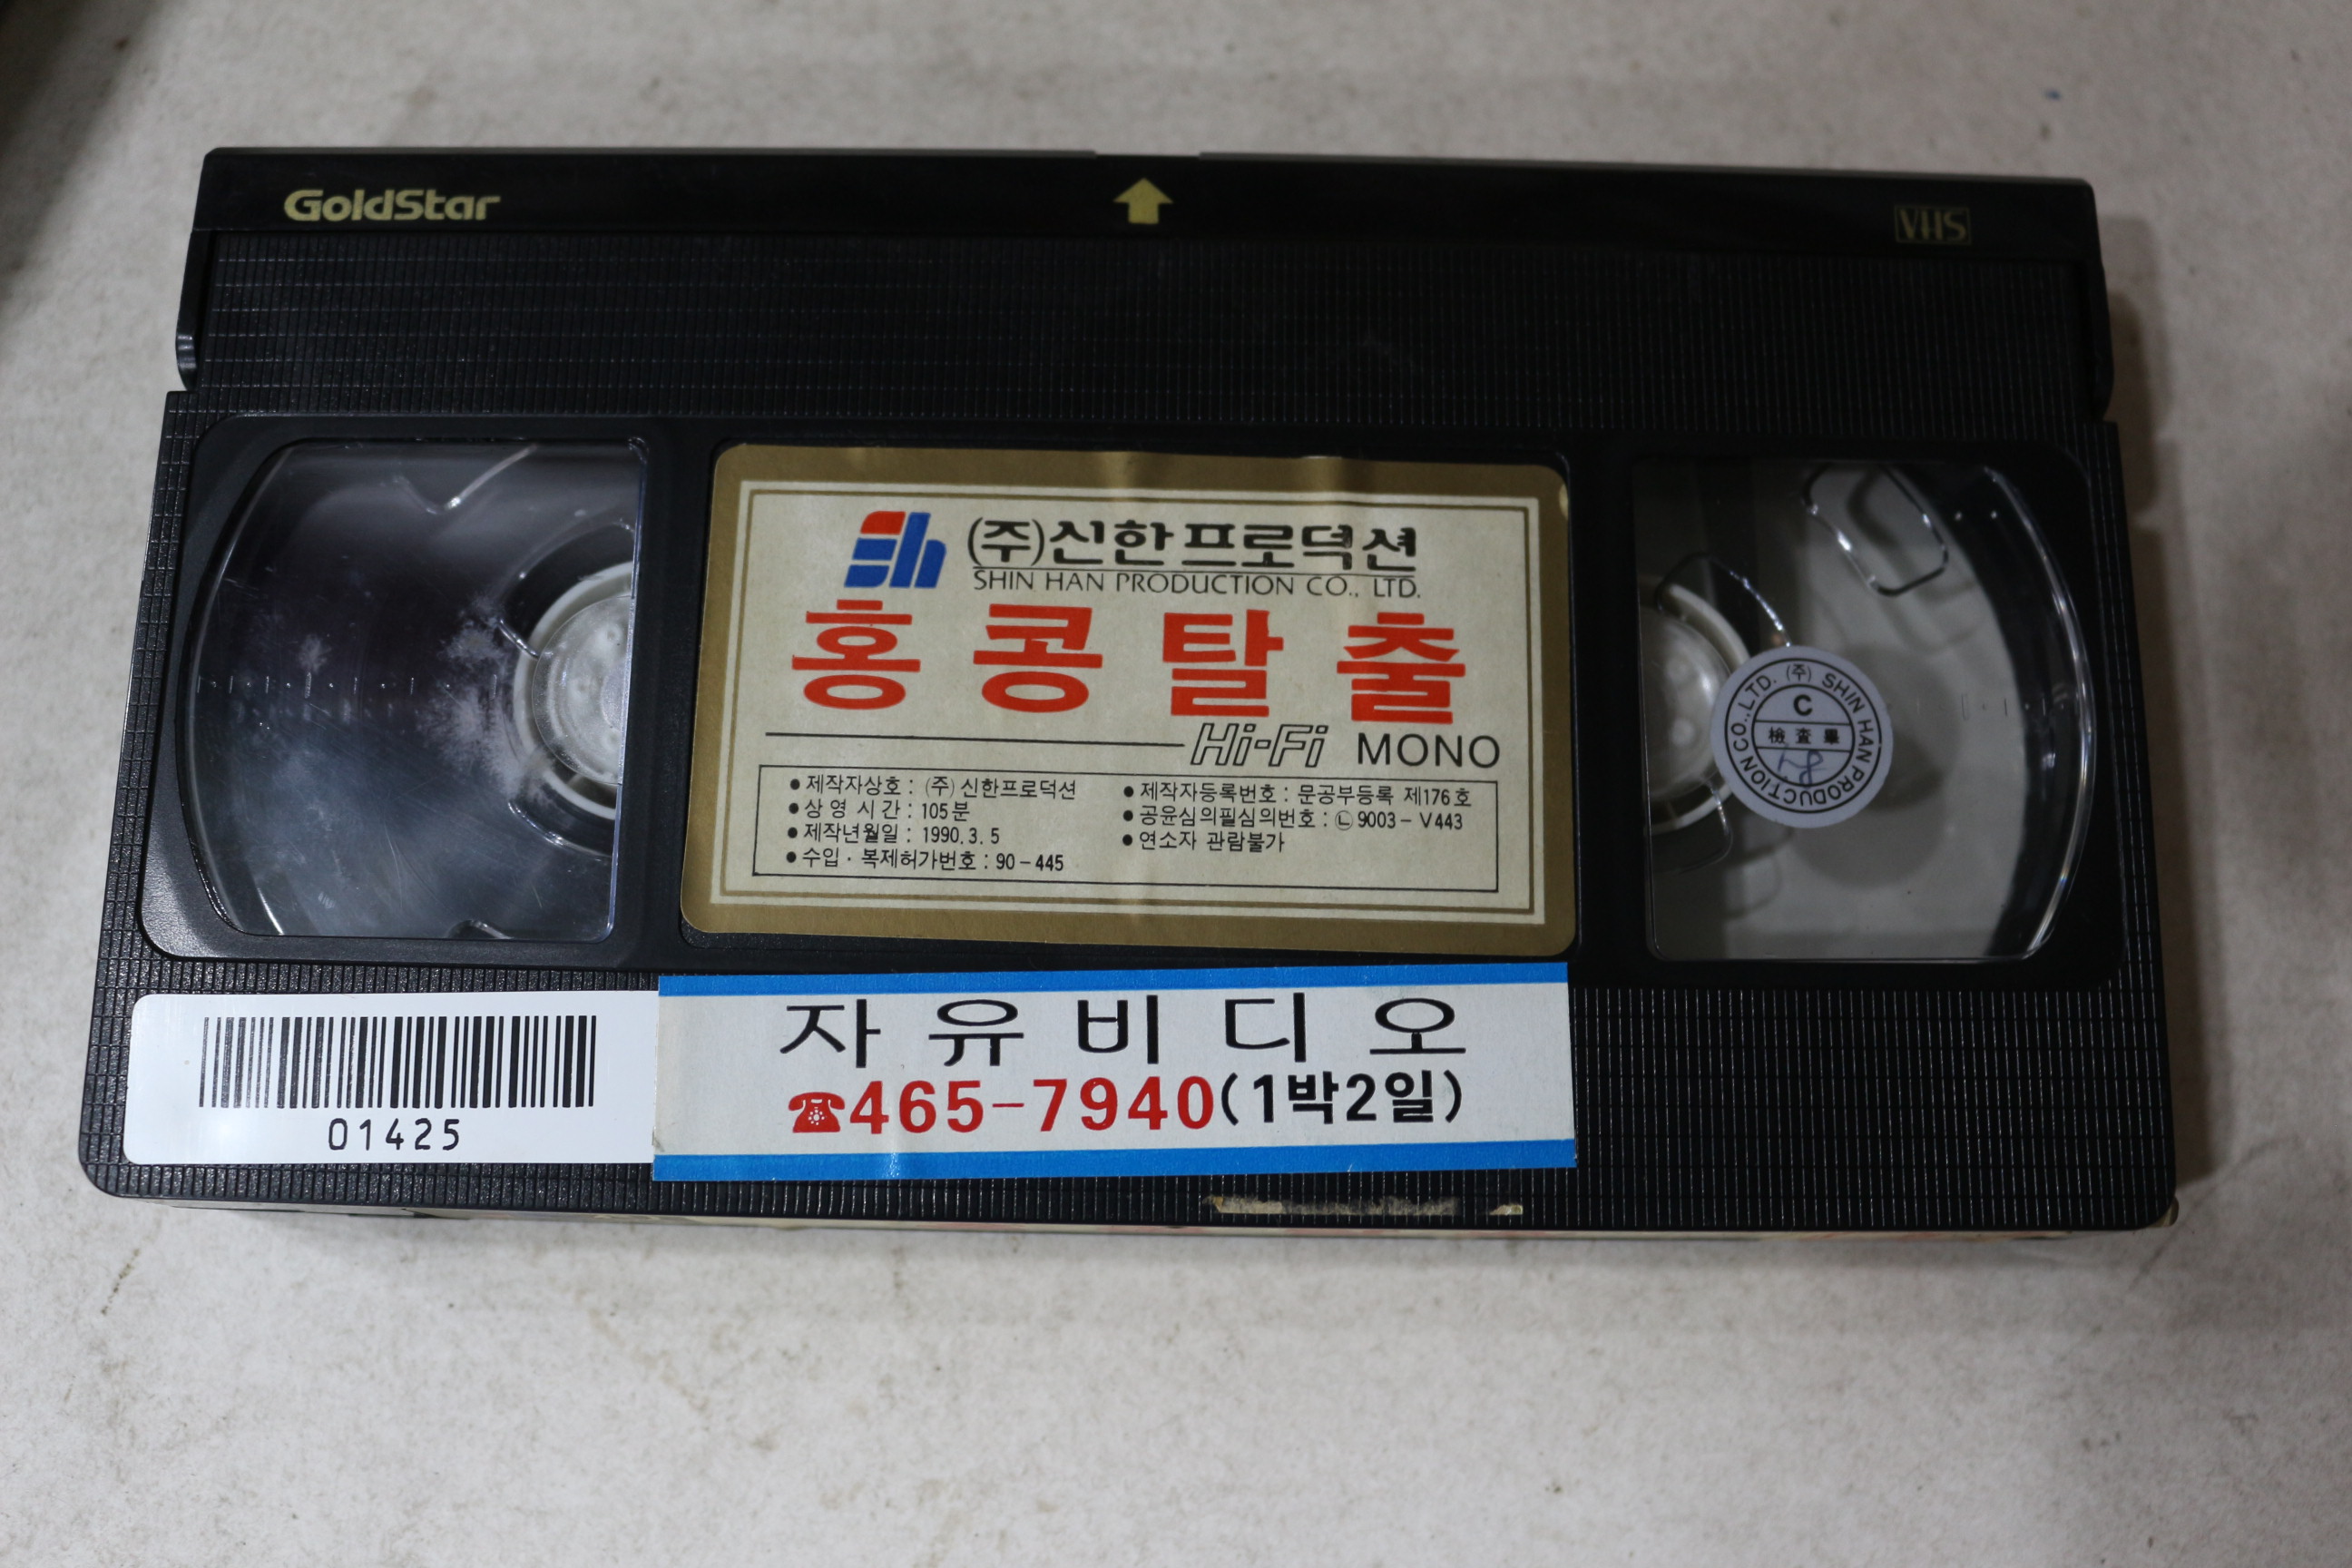 GoldStar
VHS
sh (주)신한프로덕션
SHIN HAN PRODUCTION CO., LTD.
홍콩탈출
Hi-Fi MONO
● 제작자상호 : (주) 신한프로덕션
● 상영시간 : 105분
● 제작년월일 : 1990. 3. 5
● 수입 · 복제허가번호 : 90-445
● 제작자등록번호 : 문공부등록 제176호
● 공윤심의필심의번호 : ㉡9003-V443
● 연소자 관람불가
(주) SHIN HAN PRODUCTION CO.,LTD.
C
檢査畢
자유비디오
☎465-7940(1박2일)
01425